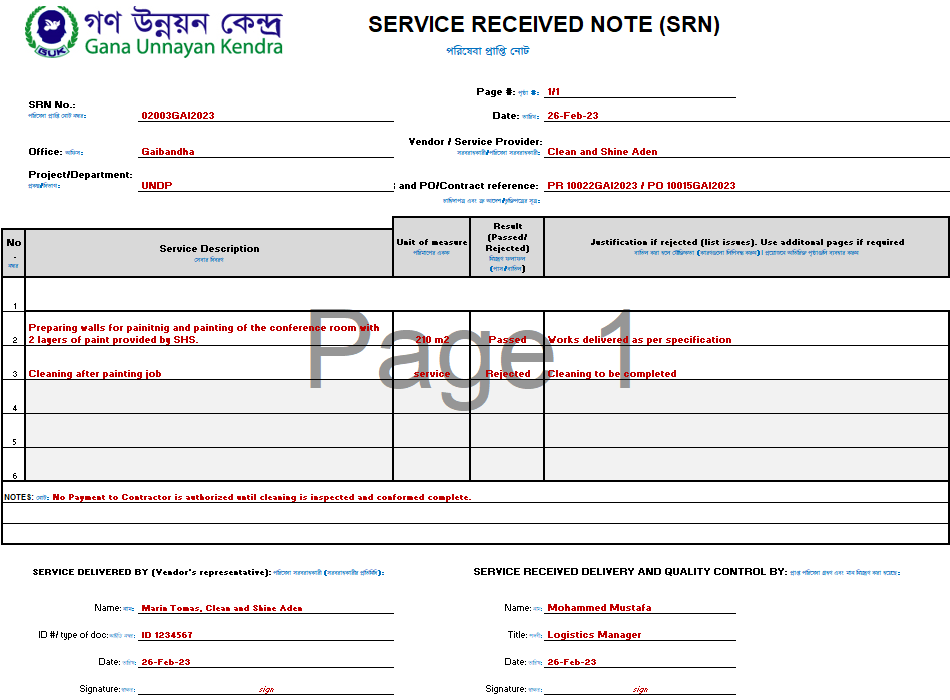 গণ উন্নয়ন কেন্দ্র
Gana Unnayan Kendra
GUK
SERVICE RECEIVED NOTE (SRN)
পরিষেবা প্রাপ্তি নোট
Page #: পৃষ্ঠা #: 1/1
SRN No.:
পরিষেবা প্রাপ্তি নোট নম্বর: 02003GAI2023
Date: তারিখ: 26-Feb-23
Office: অফিস: Gaibandha
Vendor / Service Provider:
সরবরাহকারী/পরিষেবা সরবরাহকারী: Clean and Shine Aden
Project/Department:
প্রকল্প/বিভাগ: UNDP
and PO/Contract reference: PR 10022GAI2023 / PO 10015GAI2023
No
.
নম্বর
Service Description
সেবার বিবরণ
Unit of measure
পরিমাপের একক
Result
(Passed/
Rejected)
নিয়ন্ত্রণ ফলাফল
(পাস/বাতিল)
Justification if rejected (list issues). Use additonal pages if required
1
2 Preparing walls for painitnig and painting of the conference room with
2 layers of paint provided by SHS. 210 m2 Passed Works delivered as per specification
3 Cleaning after painting job service Rejected Cleaning to be completed
4
5
6
Page 1
NOTES: নোট: No Payment to Contractor is authorized until cleaning is inspected and conformed complete.
SERVICE DELIVERED BY (Vendor's representative): পরিষেবা সরবরাহকারী (সরবরাহকারীর প্রতিনিধি):
SERVICE RECEIVED DELIVERY AND QUALITY CONTROL BY:
Name: নাম: Marin Tomas, Clean and Shine Aden
Name: নাম: Mohammed Mustafa
ID #/ type of doc: আইডি নম্বর: ID 1234567
Title: পদবী: Logistics Manager
Date: তারিখ: 26-Feb-23
Date: তারিখ: 26-Feb-23
Signature: স্বাক্ষর: sign
Signature: স্বাক্ষর: sign